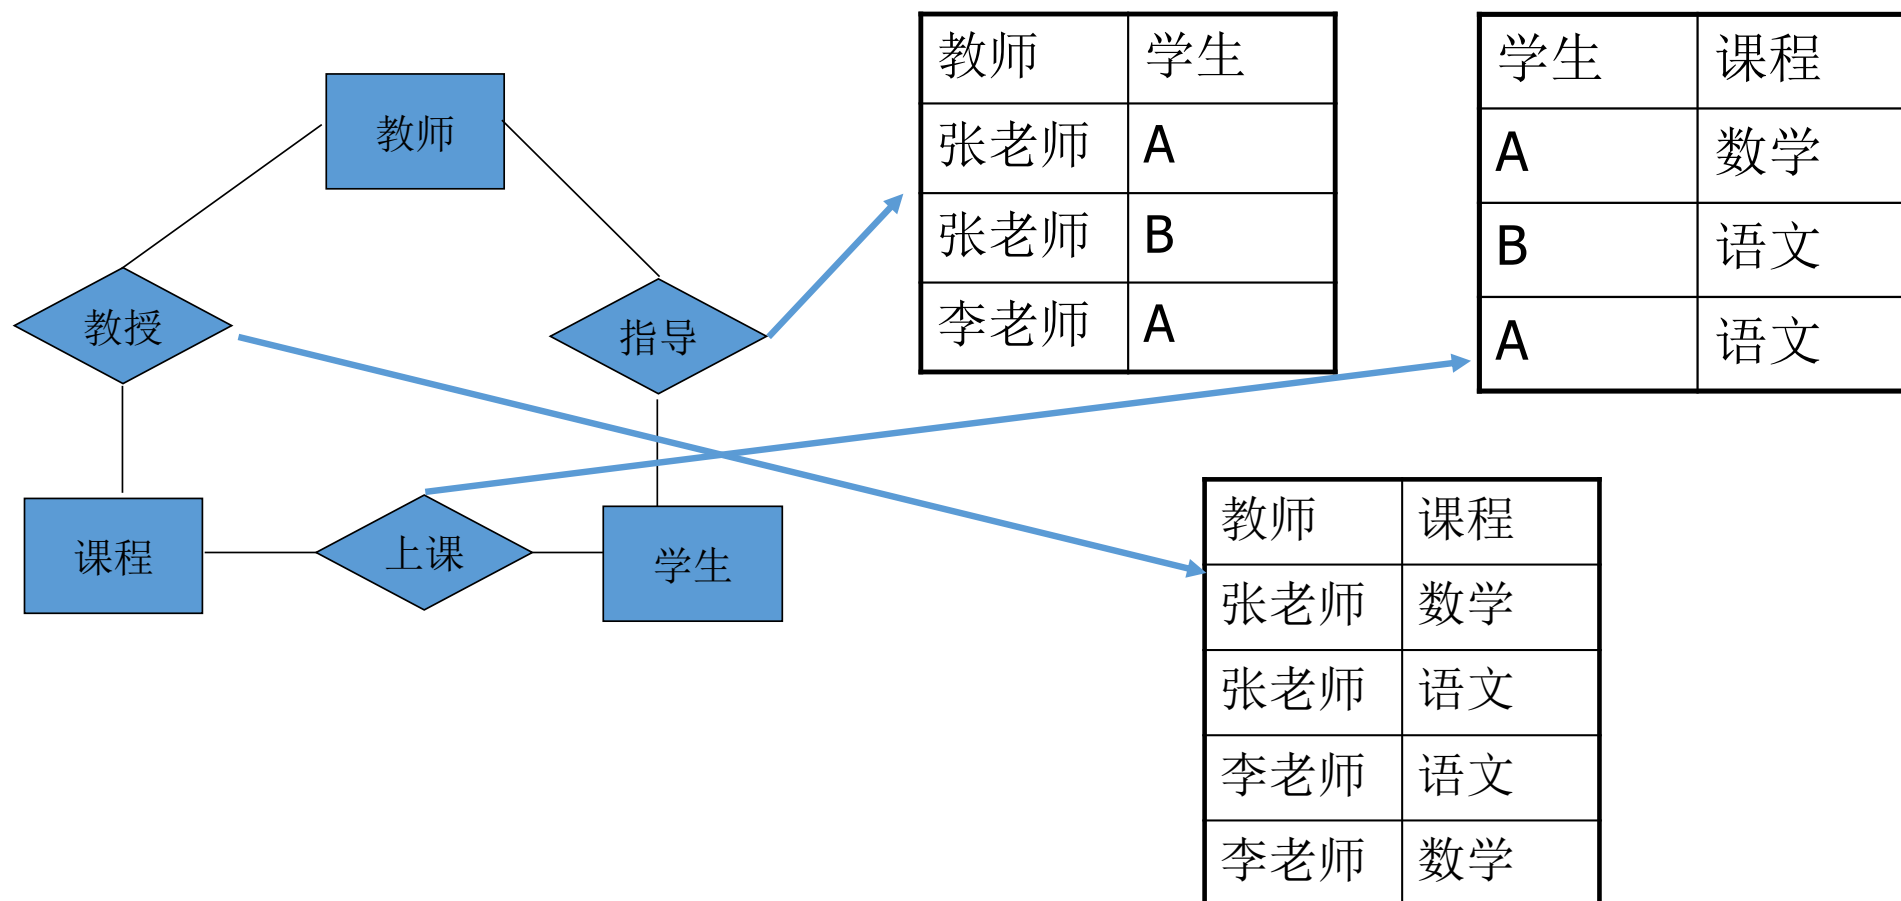 教师
教授
指导
课程
上课
学生
教师 学生
张老师 A
张老师 B
李老师 A
学生 课程
A 数学
B 语文
A 语文
教师 课程
张老师 数学
张老师 语文
李老师 语文
李老师 数学